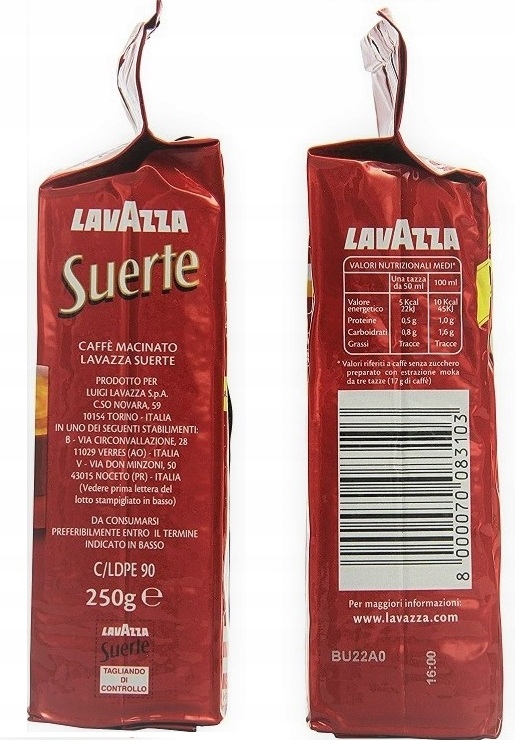 LAVAZZA
Suerte
CAFFÈ MACINATO
LAVAZZA SUERTE
PRODOTTO PER
LUIGI LAVAZZA S.p.A.
C.SO NOVARA, 59
10154 TORINO - ITALIA
IN UNO DEI SEGUENTI STABILIMENTI:
B - VIA CIRCONVALLAZIONE, 28
11029 VERRES (AO) - ITALIA
V - VIA DON MINZONI, 50
43015 NOCETO (PR) - ITALIA
(Vedere prima lettera del
lotto stampigliato in basso)
DA CONSUMARSI
PREFERIBILMENTE ENTRO IL TERMINE
INDICATO IN BASSO
C/LDPE 90
250g e
LAVAZZA
Suerte
TAGLIANDO
DI
CONTROLLO
LAVAZZA
VALORI NUTRIZIONALI MEDI*
Una tazza da 50 ml 100 ml
Valore energetico 5 Kcal 22kJ 10 Kcal 45KJ
Proteine 0,5 g 1,0 g
Carboidrati 0,8 g 1,6 g
Grassi Tracce Tracce
* Valori riferiti a caffè senza zucchero
preparato con estrazione moka
da tre tazze (17 g di caffè)
8 000070 083103
Per maggiori informazioni:
www.lavazza.com
BU22A0
16:00